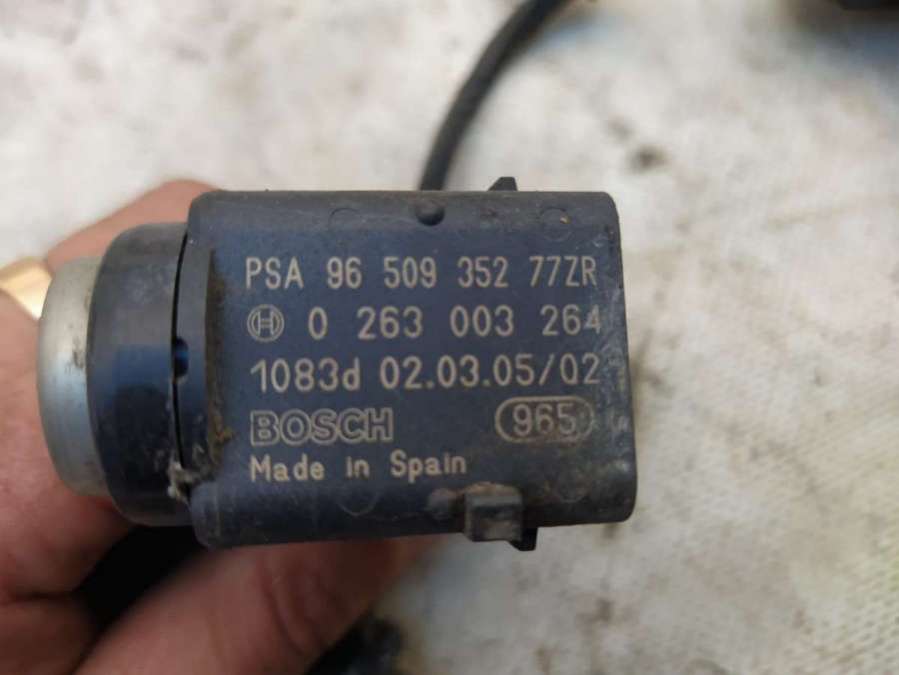 PSA 96 509 352 77ZR
0 263 003 264
1083d 02.03.05/02
BOSCH 965
Made in Spain